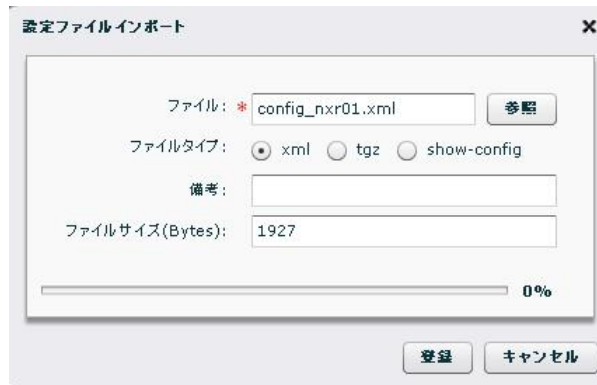 設定ファイルインポート ×
ファイル: * config_nxr01.xml 参照
ファイルタイプ: xml tgz show-config
備考:
ファイルサイズ(Bytes): 1927
0%
登録 キャンセル